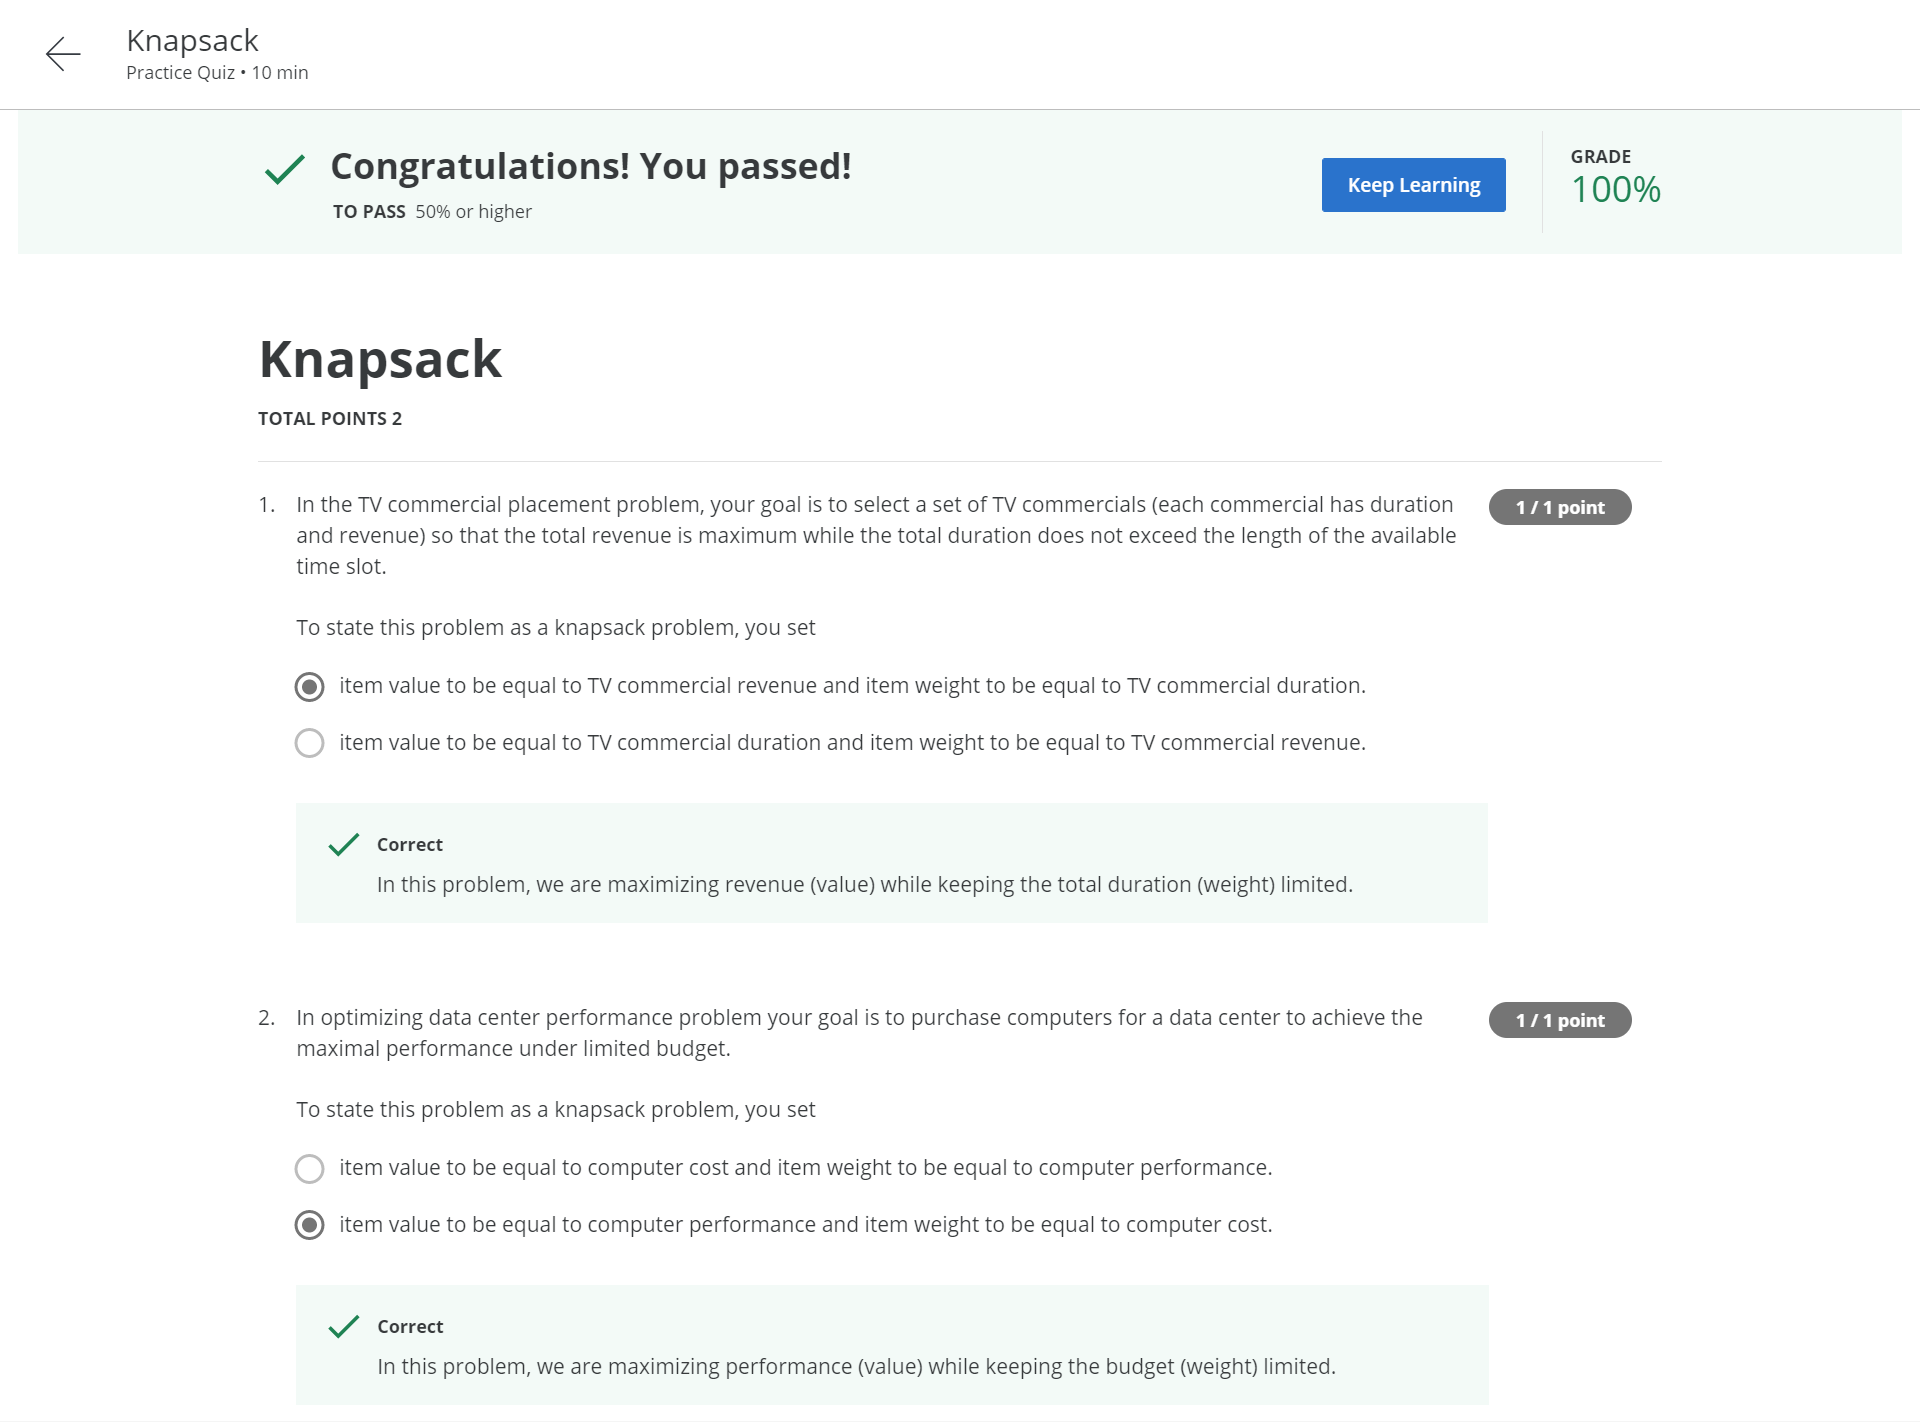 Knapsack
Practice Quiz • 10 min
Congratulations! You passed!
TO PASS 50% or higher
Keep Learning
GRADE
100%
Knapsack
TOTAL POINTS 2
1. In the TV commercial placement problem, your goal is to select a set of TV commercials (each commercial has duration
and revenue) so that the total revenue is maximum while the total duration does not exceed the length of the available
time slot.
1 / 1 point
To state this problem as a knapsack problem, you set
item value to be equal to TV commercial revenue and item weight to be equal to TV commercial duration.
item value to be equal to TV commercial duration and item weight to be equal to TV commercial revenue.
Correct
In this problem, we are maximizing revenue (value) while keeping the total duration (weight) limited.
2. In optimizing data center performance problem your goal is to purchase computers for a data center to achieve the
maximal performance under limited budget.
1 / 1 point
To state this problem as a knapsack problem, you set
item value to be equal to computer cost and item weight to be equal to computer performance.
item value to be equal to computer performance and item weight to be equal to computer cost.
Correct
In this problem, we are maximizing performance (value) while keeping the budget (weight) limited.